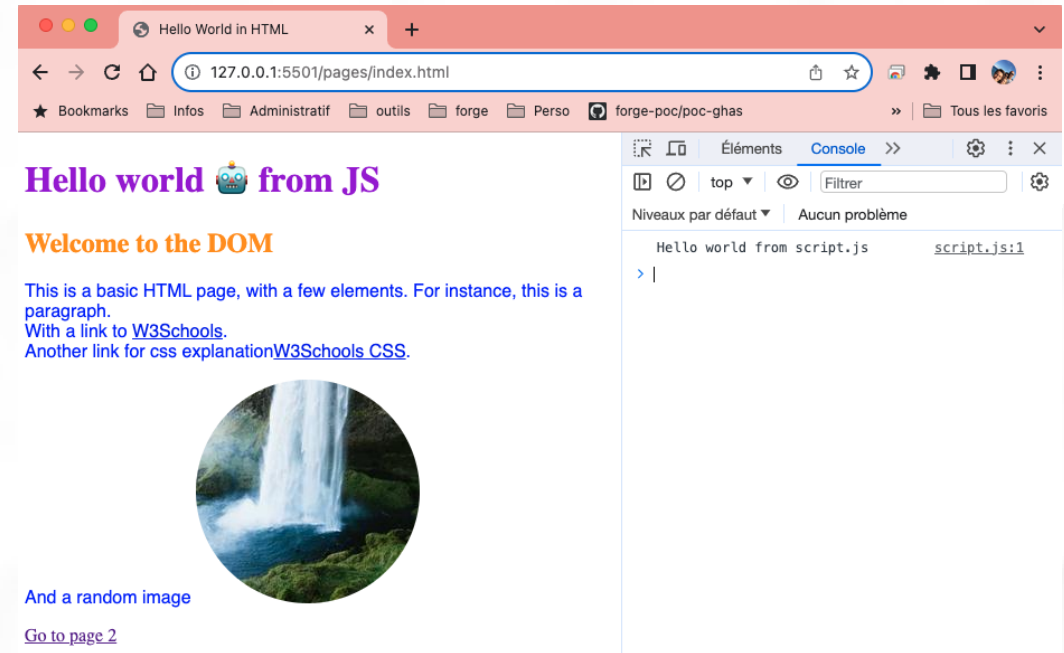 Hello World in HTML
127.0.0.1:5501/pages/index.html
Bookmarks Infos Administratif outils forge Perso forge-poc/poc-ghas » Tous les favoris
Éléments Console
top Filtrer
Niveaux par défaut Aucun problème
Hello world from script.js script.js:1
>
Hello world 🤖 from JS
Welcome to the DOM
This is a basic HTML page, with a few elements. For instance, this is a
paragraph.
With a link to W3Schools.
Another link for css explanationW3Schools CSS.
And a random image
Go to page 2